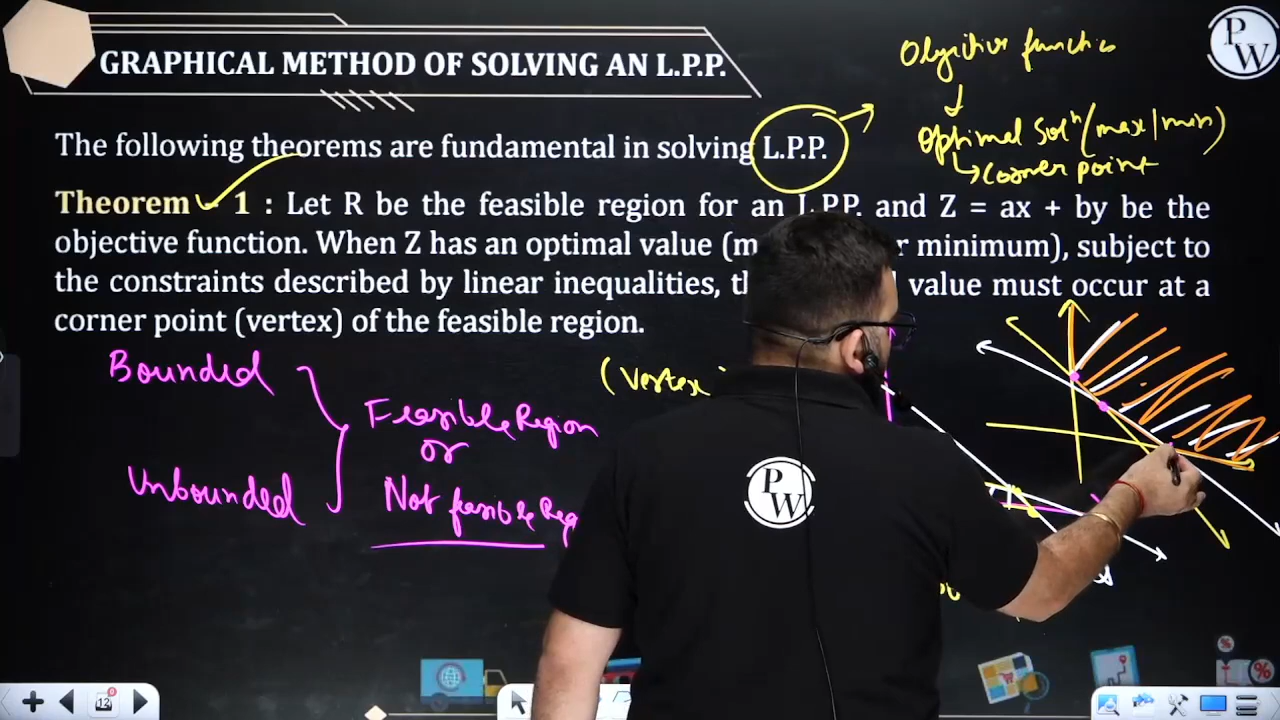 GRAPHICAL METHOD OF SOLVING AN L.P.P.
PW
Objective function
The following theorems are fundamental in solving L.P.P.
Optimal Solⁿ (max/min)
corner point
Theorem 1 : Let R be the feasible region for an L.P.P. and Z = ax + by be the
objective function. When Z has an optimal value (m r minimum), subject to
the constraints described by linear inequalities, th value must occur at a
corner point (vertex) of the feasible region.
Bounded
(Vertex
Feasible Region
or
Unbounded
Not feasible Reg
PW
12